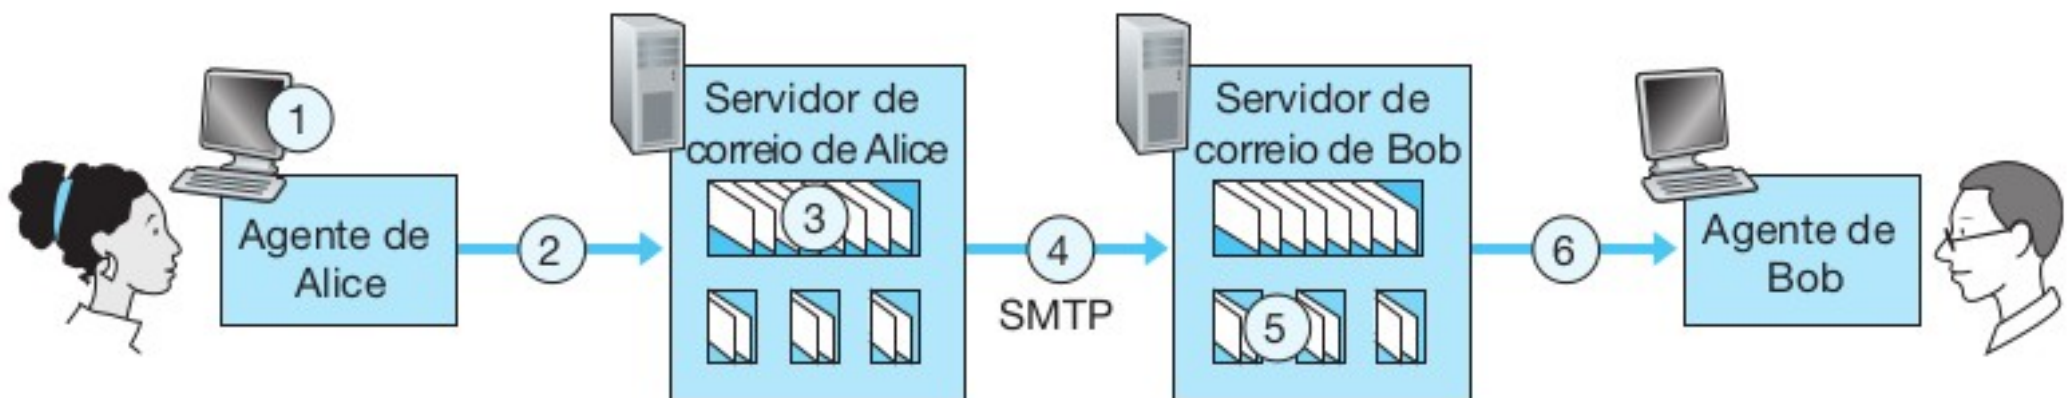 1
Agente de
Alice
2
Servidor de
correio de Alice
3
4
SMTP
Servidor de
correio de Bob
5
6
Agente de
Bob